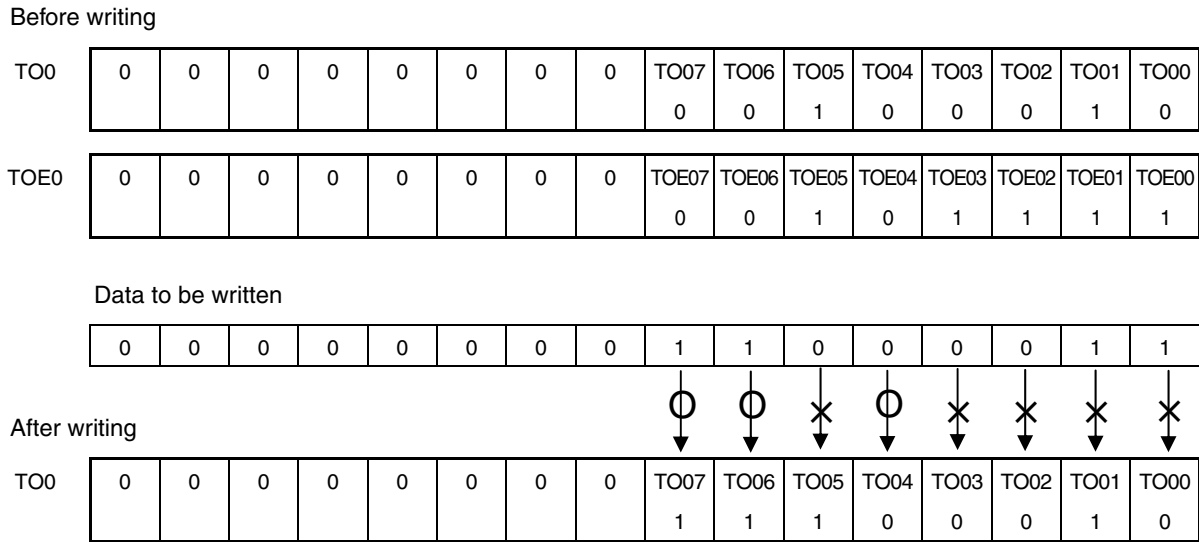 Before writing
TO0 0 0 0 0 0 0 0 0 TO07 TO06 TO05 TO04 TO03 TO02 TO01 TO00
0 0 1 0 0 0 1 0
TOE0 0 0 0 0 0 0 0 0 TOE07 TOE06 TOE05 TOE04 TOE03 TOE02 TOE01 TOE00
0 0 1 0 1 1 1 1
Data to be written
0 0 0 0 0 0 0 0 1 1 0 0 0 0 1 1
O O × O × × × ×
After writing
TO0 0 0 0 0 0 0 0 0 TO07 TO06 TO05 TO04 TO03 TO02 TO01 TO00
1 1 1 0 0 0 1 0